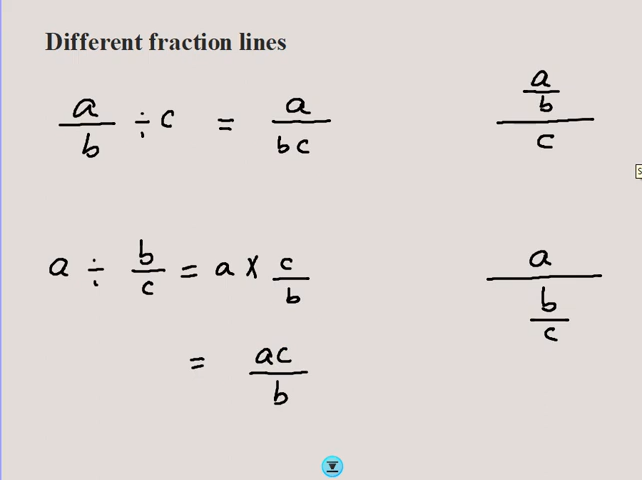 Different fraction lines
a/b ÷ c = a/bc
(a/b)/c
a ÷ b/c = a × c/b
= ac/b
a/(b/c)